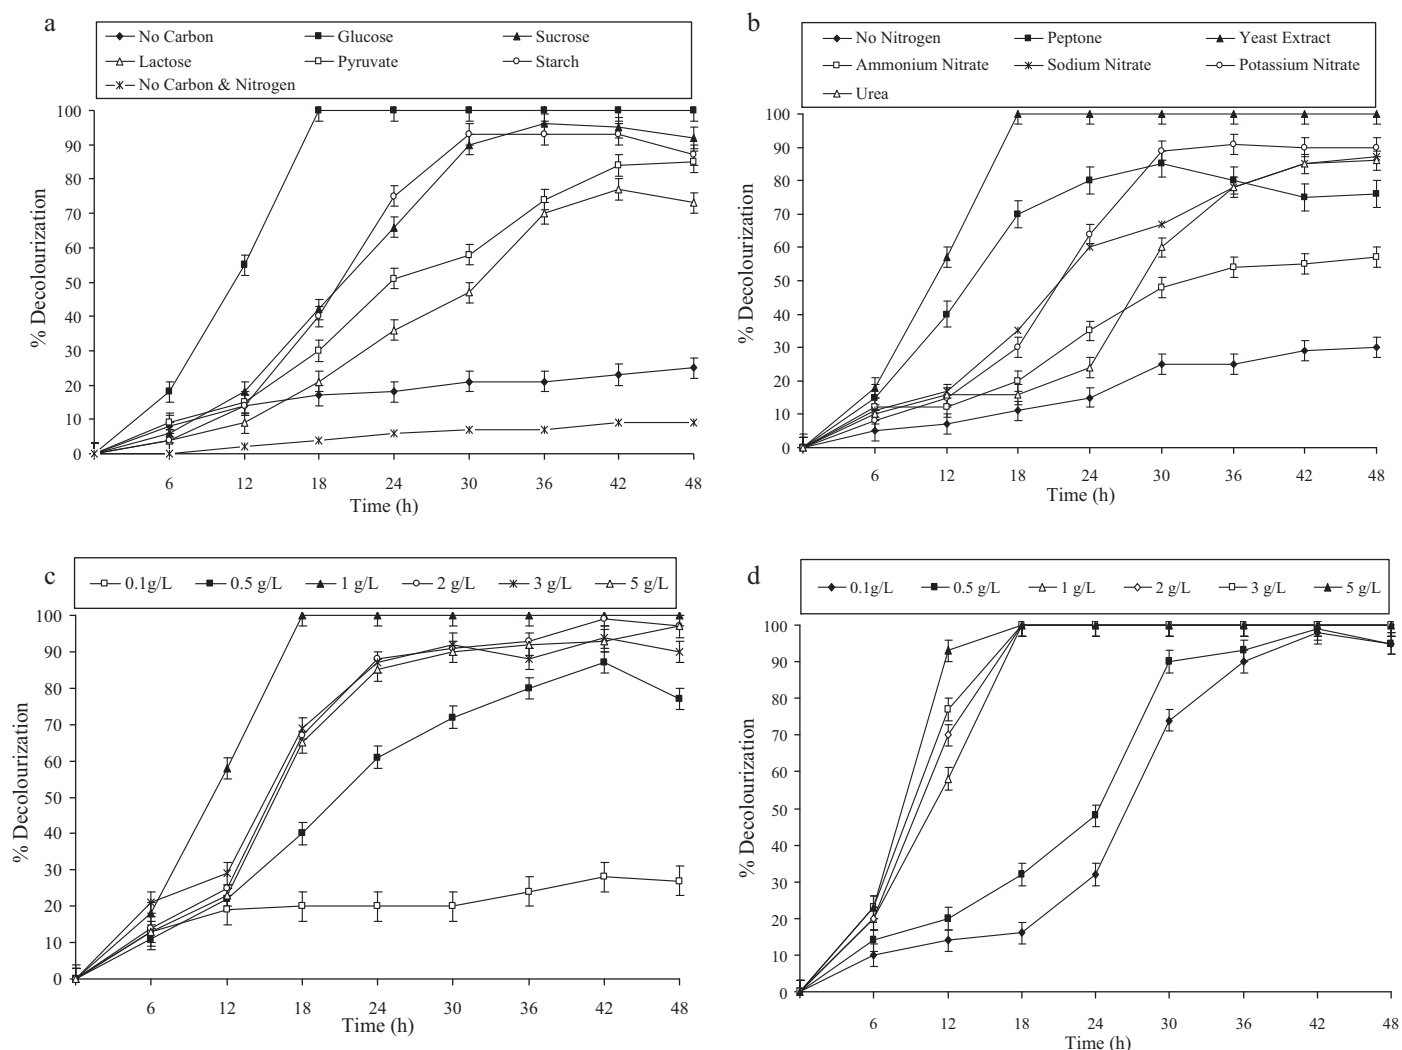 a
No Carbon Glucose Sucrose
Lactose Pyruvate Starch
No Carbon & Nitrogen
100
90
80
70
60
50
40
30
20
10
0
% Decolourization
6 12 18 24 30 36 42 48
Time (h)
b
No Nitrogen Peptone Yeast Extract
Ammonium Nitrate Sodium Nitrate Potassium Nitrate
Urea
100
90
80
70
60
50
40
30
20
10
0
% Decolourization
6 12 18 24 30 36 42 48
Time (h)
c
0.1g/L 0.5 g/L 1 g/L 2 g/L 3 g/L 5 g/L
100
90
80
70
60
50
40
30
20
10
0
% Decolourization
6 12 18 24 30 36 42 48
Time (h)
d
0.1g/L 0.5 g/L 1 g/L 2 g/L 3 g/L 5 g/L
100
90
80
70
60
50
40
30
20
10
0
% Decolourization
6 12 18 24 30 36 42 48
Time (h)